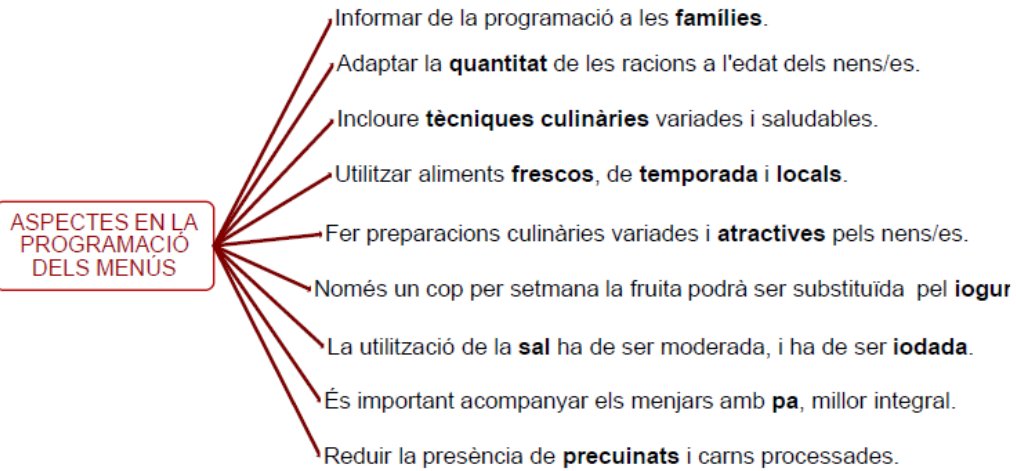 Informar de la programació a les famílies.
Adaptar la quantitat de les racions a l'edat dels nens/es.
Incloure tècniques culinàries variades i saludables.
Utilitzar aliments frescos, de temporada i locals.
ASPECTES EN LA
PROGRAMACIÓ
DELS MENÚS
Fer preparacions culinàries variades i atractives pels nens/es.
Només un cop per setmana la fruita podrà ser substituïda pel iogur
La utilització de la sal ha de ser moderada, i ha de ser iodada.
És important acompanyar els menjars amb pa, millor integral.
Reduir la presència de precuinats i carns processades.